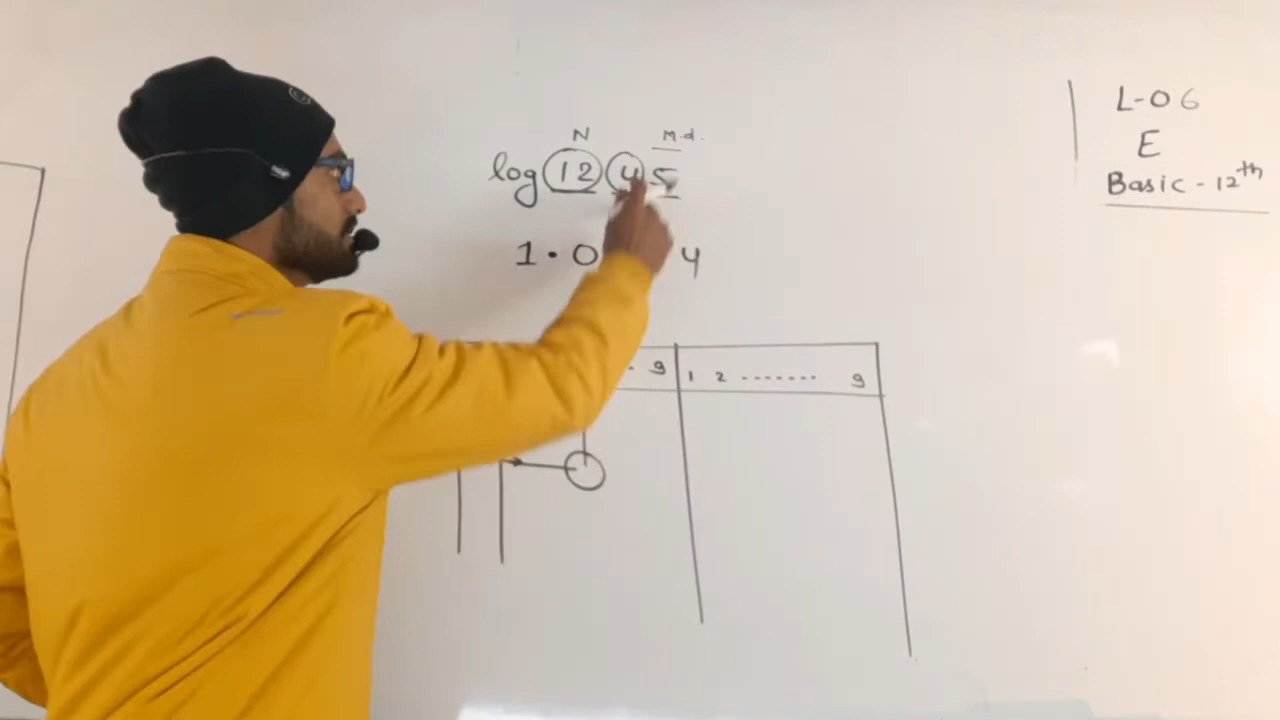 N M.d.
log 12 4 5
1.0 4
. 9 1 2 ....... 9
L-06
E
Basic - 12th